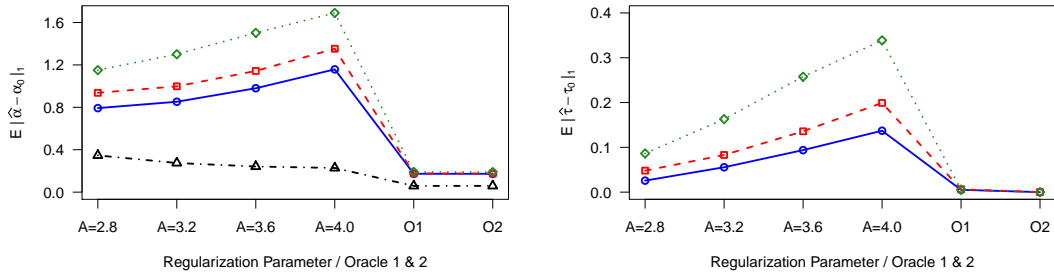 E | α̂ − α₀ |₁
1.6
1.2
0.8
0.4
0.0
A=2.8 A=3.2 A=3.6 A=4.0 O1 O2
Regularization Parameter / Oracle 1 & 2
E | τ̂ − τ₀ |₁
0.4
0.3
0.2
0.1
0.0
A=2.8 A=3.2 A=3.6 A=4.0 O1 O2
Regularization Parameter / Oracle 1 & 2